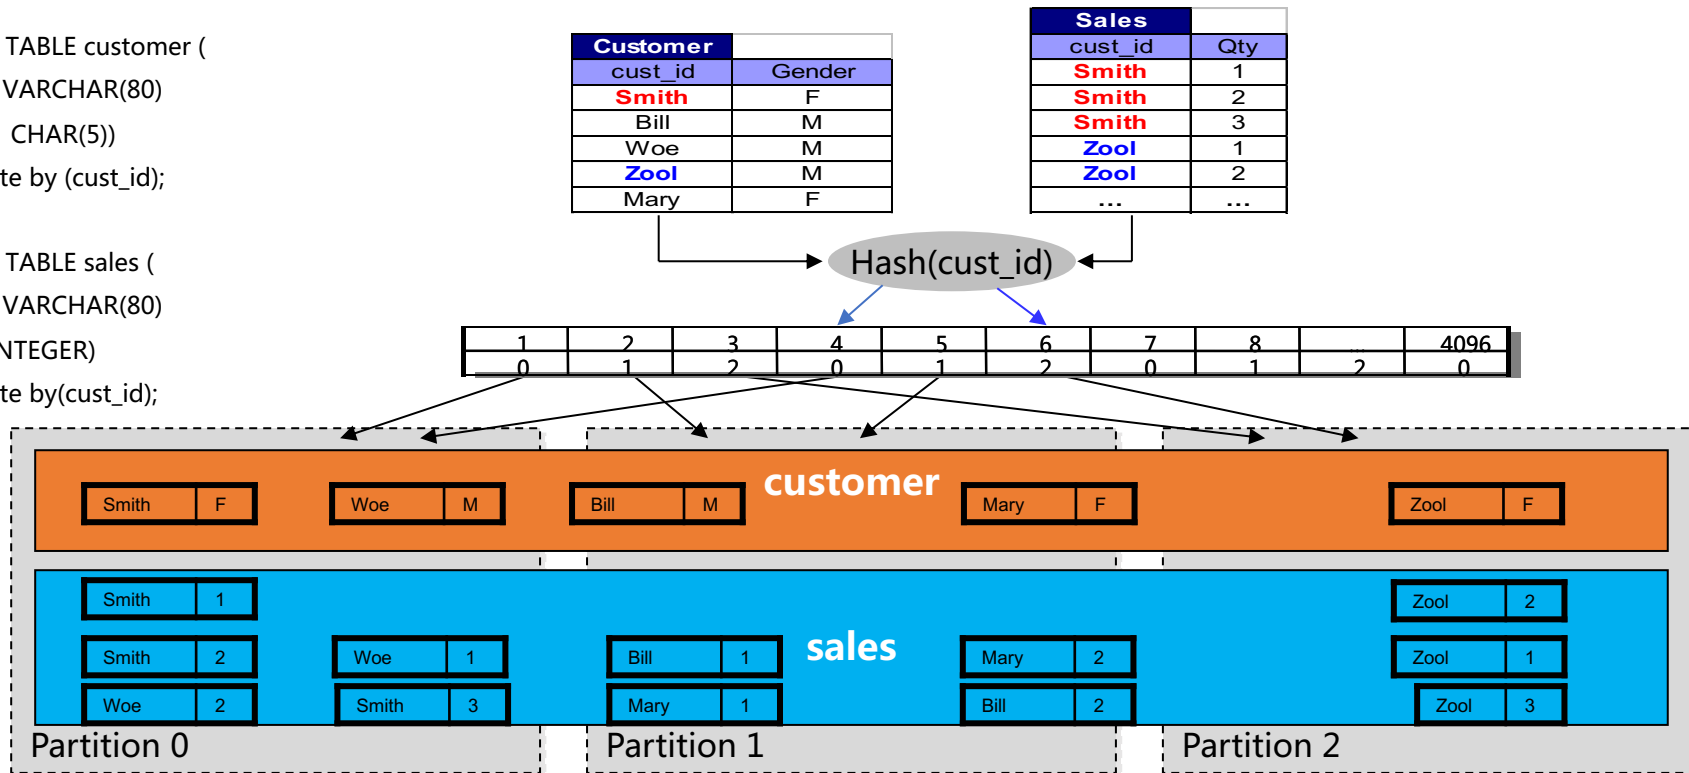 TABLE customer (
VARCHAR(80)
CHAR(5))
te by (cust_id);
TABLE sales (
VARCHAR(80)
NTEGER)
te by(cust_id);
Customer
cust_id Gender
Smith F
Bill M
Woe M
Zool M
Mary F
Sales
cust_id Qty
Smith 1
Smith 2
Smith 3
Zool 1
Zool 2
... ...
Hash(cust_id)
1 2 3 4 5 6 7 8 ... 4096
0 1 2 0 1 2 0 1 2 0
customer
Smith F Woe M Bill M Mary F Zool F
sales
Smith 1 Zool 2
Smith 2 Woe 1 Bill 1 Mary 2 Zool 1
Woe 2 Smith 3 Mary 1 Bill 2 Zool 3
Partition 0 Partition 1 Partition 2